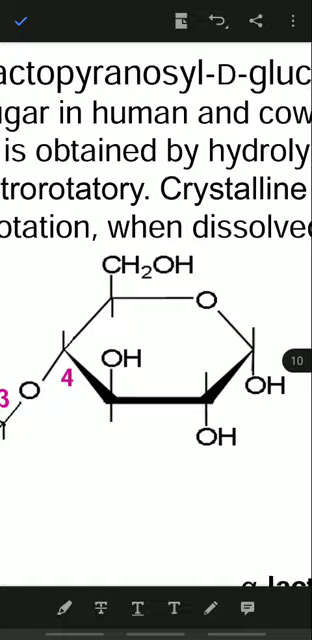 actopyranosyl-D-gluc
ugar in human and cow
is obtained by hydroly
trorotatory. Crystalline
otation, when dissolve
CH₂OH
O
OH
10
4
OH
3
O
OH
T
T
T